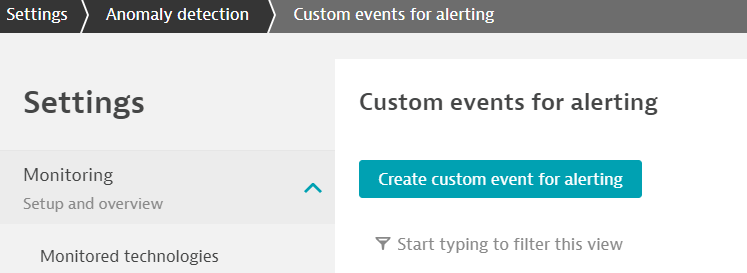 Settings Anomaly detection Custom events for alerting
Settings
Monitoring
Setup and overview
Monitored technologies
Custom events for alerting
Create custom event for alerting
Start typing to filter this view